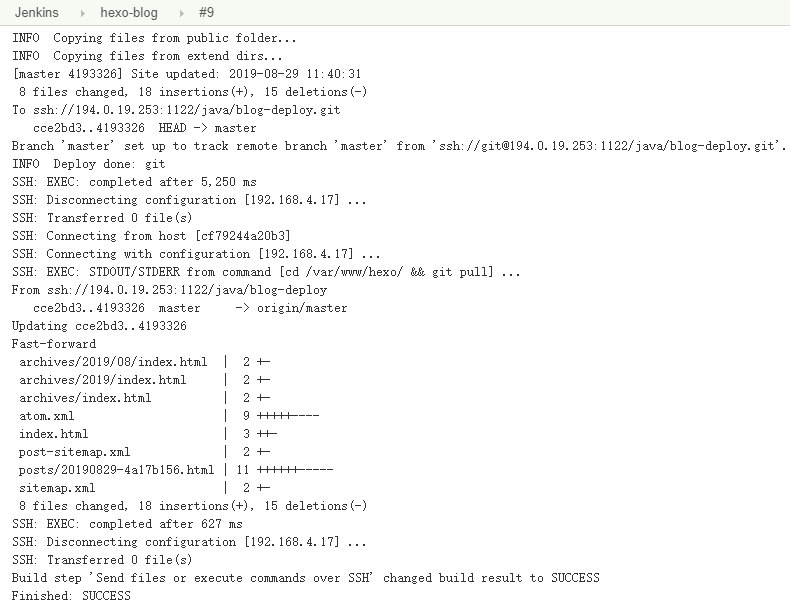 Jenkins hexo-blog #9
INFO  Copying files from public folder...
INFO  Copying files from extend dirs...
[master 4193326] Site updated: 2019-08-29 11:40:31
 8 files changed, 18 insertions(+), 15 deletions(-)
To ssh://194.0.19.253:1122/java/blog-deploy.git
   cce2bd3..4193326  HEAD -> master
Branch 'master' set up to track remote branch 'master' from 'ssh://git@194.0.19.253:1122/java/blog-deploy.git'.
INFO  Deploy done: git
SSH: EXEC: completed after 5,250 ms
SSH: Disconnecting configuration [192.168.4.17] ...
SSH: Transferred 0 file(s)
SSH: Connecting from host [cf79244a20b3]
SSH: Connecting with configuration [192.168.4.17] ...
SSH: EXEC: STDOUT/STDERR from command [cd /var/www/hexo/ && git pull] ...
From ssh://194.0.19.253:1122/java/blog-deploy
   cce2bd3..4193326  master     -> origin/master
Updating cce2bd3..4193326
Fast-forward
 archives/2019/08/index.html  |  2 +-
 archives/2019/index.html     |  2 +-
 archives/index.html          |  2 +-
 atom.xml                     |  9 +++++----
 index.html                   |  3 ++-
 post-sitemap.xml             |  2 +-
 posts/20190829-4a17b156.html | 11 ++++++-----
 sitemap.xml                  |  2 +-
 8 files changed, 18 insertions(+), 15 deletions(-)
SSH: EXEC: completed after 627 ms
SSH: Disconnecting configuration [192.168.4.17] ...
SSH: Transferred 0 file(s)
Build step 'Send files or execute commands over SSH' changed build result to SUCCESS
Finished: SUCCESS